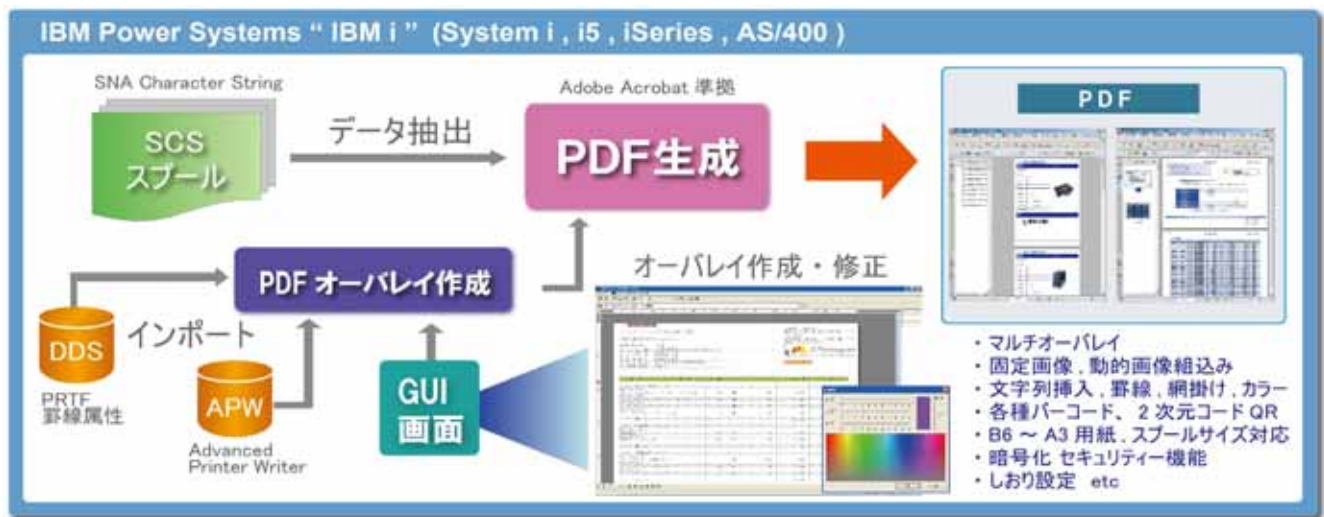 IBM Power Systems “ IBM i ” (System i , i5 , iSeries , AS/400 )
SNA Character String
SCS
スプール
データ抽出
Adobe Acrobat 準拠
PDF生成
PDF
PDF オーバレイ作成
オーバレイ作成・修正
インポート
DDS
PRTF
罫線属性
APW
Advanced
Printer Writer
GUI
画面
・マルチオーバレイ
・固定画像 , 動的画像組込み
・文字列挿入 , 罫線 , 網掛け , カラー
・各種バーコード、 2 次元コード QR
・B6 ～ A3 用紙 , スプールサイズ対応
・暗号化 セキュリティー機能
・しおり設定 etc